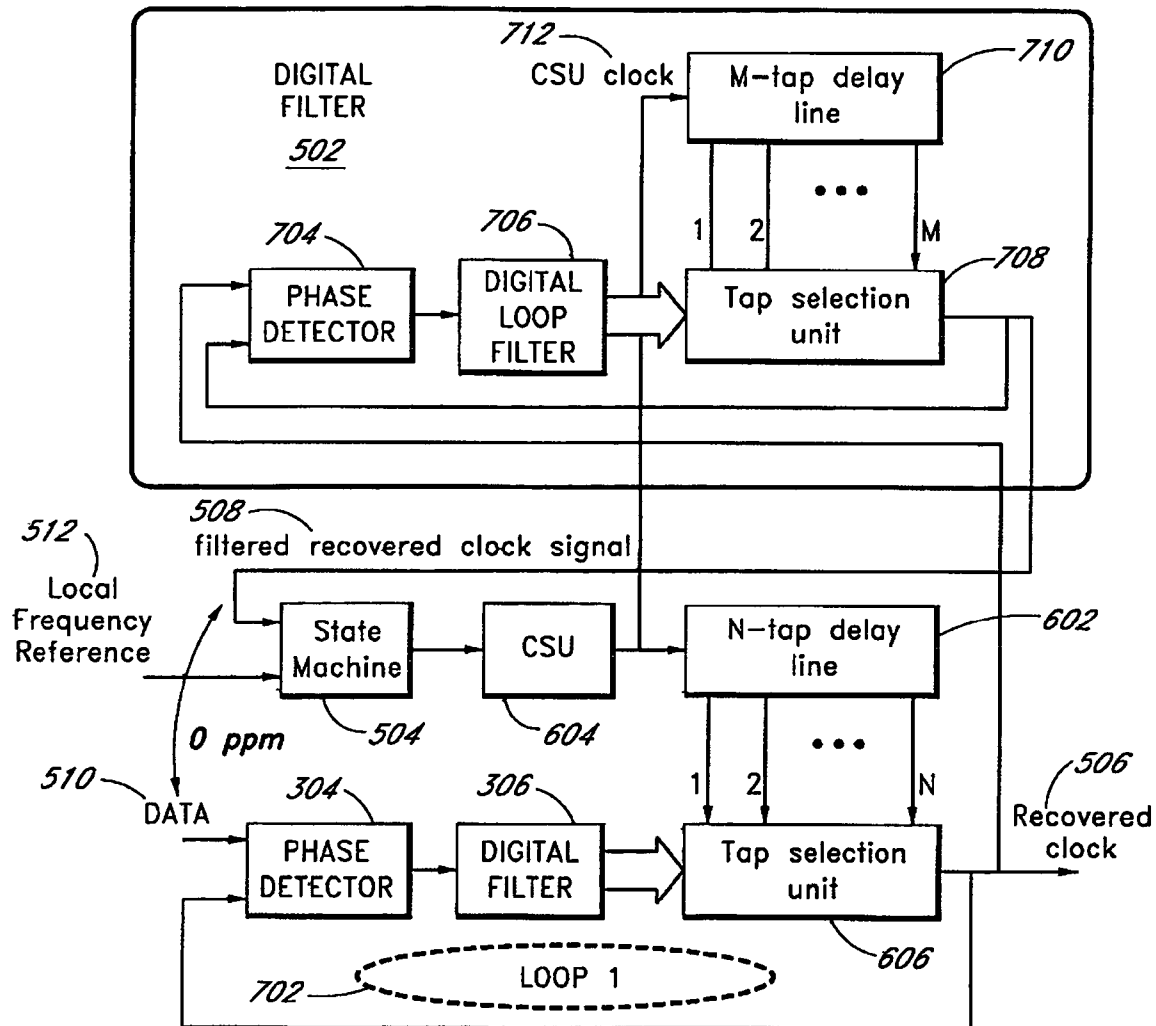 712
CSU clock
M-tap delay
line
710
DIGITAL
FILTER
502
1
2
•••
M
704
PHASE
DETECTOR
706
DIGITAL
LOOP
FILTER
Tap selection
unit
708
508
filtered recovered clock signal
512
Local
Frequency
Reference
State
Machine
504
CSU
604
N-tap delay
line
602
0 ppm
510
DATA
1
2
•••
N
304
PHASE
DETECTOR
306
DIGITAL
FILTER
Tap selection
unit
606
506
Recovered
clock
702
LOOP 1